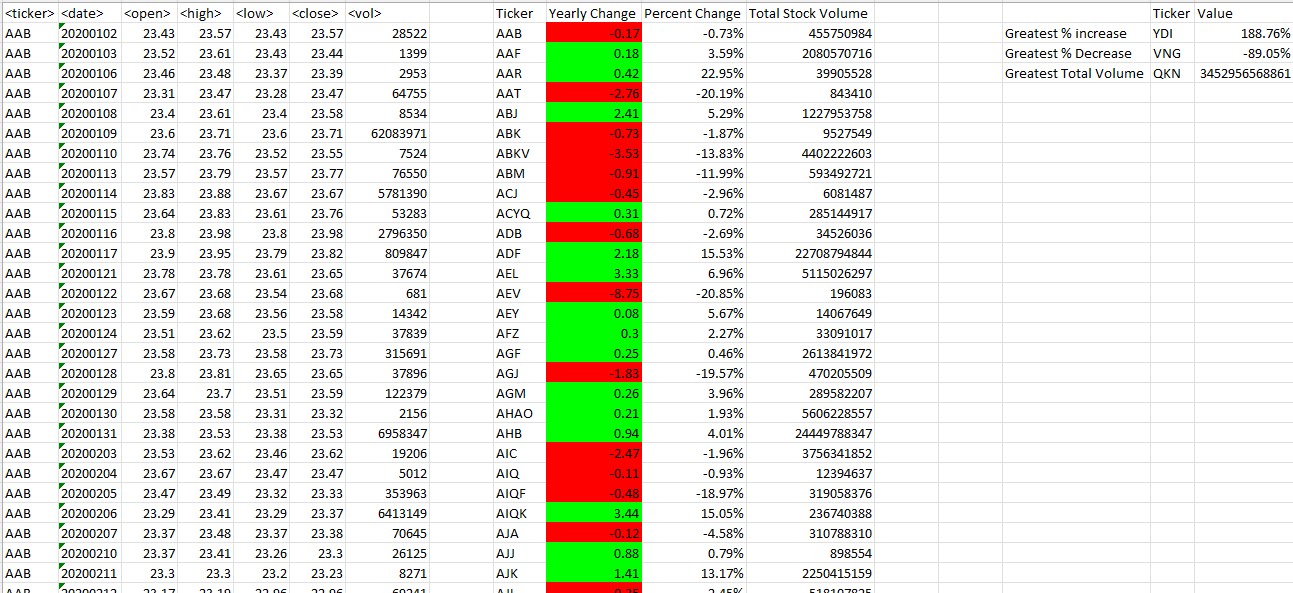 <ticker> <date> <open> <high> <low> <close> <vol> Ticker Yearly Change Percent Change Total Stock Volume Ticker Value
AAB 20200102 23.43 23.57 23.43 23.57 28522 AAB -0.17 -0.73% 455750984 Greatest % increase YDI 188.76%
AAB 20200103 23.52 23.61 23.43 23.44 1399 AAF 0.18 3.59% 2080570716 Greatest % Decrease VNG -89.05%
AAB 20200106 23.46 23.48 23.37 23.39 2953 AAR 0.42 22.95% 39905528 Greatest Total Volume QKN 3452956568861
AAB 20200107 23.31 23.47 23.28 23.47 64755 AAT -2.76 -20.19% 843410
AAB 20200108 23.4 23.61 23.4 23.58 8534 ABJ 2.41 5.29% 1227953758
AAB 20200109 23.6 23.71 23.6 23.71 62083971 ABK -0.73 -1.87% 9527549
AAB 20200110 23.74 23.76 23.52 23.55 7524 ABKV -3.53 -13.83% 4402222603
AAB 20200113 23.57 23.79 23.57 23.77 76550 ABM -0.91 -11.99% 593492721
AAB 20200114 23.83 23.88 23.67 23.67 5781390 ACJ -0.45 -2.96% 6081487
AAB 20200115 23.64 23.83 23.61 23.76 53283 ACYQ 0.31 0.72% 285144917
AAB 20200116 23.8 23.98 23.8 23.98 2796350 ADB -0.68 -2.69% 34526036
AAB 20200117 23.9 23.95 23.79 23.82 809847 ADF 2.18 15.53% 22708794844
AAB 20200121 23.78 23.78 23.61 23.65 37674 AEL 3.33 6.96% 5115026297
AAB 20200122 23.67 23.68 23.54 23.68 681 AEV -8.75 -20.85% 196083
AAB 20200123 23.59 23.68 23.56 23.58 14342 AEY 0.08 5.67% 14067649
AAB 20200124 23.51 23.62 23.5 23.59 37839 AFZ 0.3 2.27% 33091017
AAB 20200127 23.58 23.73 23.58 23.73 315691 AGF 0.25 0.46% 2613841972
AAB 20200128 23.8 23.81 23.65 23.65 37896 AGJ -1.83 -19.57% 470205509
AAB 20200129 23.64 23.7 23.51 23.59 122379 AGM 0.26 3.96% 289582207
AAB 20200130 23.58 23.58 23.31 23.32 2156 AHAO 0.21 1.93% 5606228557
AAB 20200131 23.38 23.53 23.38 23.53 6958347 AHB 0.94 4.01% 24449788347
AAB 20200203 23.53 23.62 23.46 23.62 19206 AIC -2.47 -1.96% 3756341852
AAB 20200204 23.67 23.67 23.47 23.47 5012 AIQ -0.11 -0.93% 12394637
AAB 20200205 23.47 23.49 23.32 23.33 353963 AIQF -0.48 -18.97% 319058376
AAB 20200206 23.29 23.41 23.29 23.37 6413149 AIQK 3.44 15.05% 236740388
AAB 20200207 23.37 23.48 23.37 23.38 70645 AJA -0.12 -4.58% 310788310
AAB 20200210 23.37 23.41 23.26 23.3 26125 AJJ 0.88 0.79% 898554
AAB 20200211 23.3 23.3 23.2 23.23 8271 AJK 1.41 13.17% 2250415159